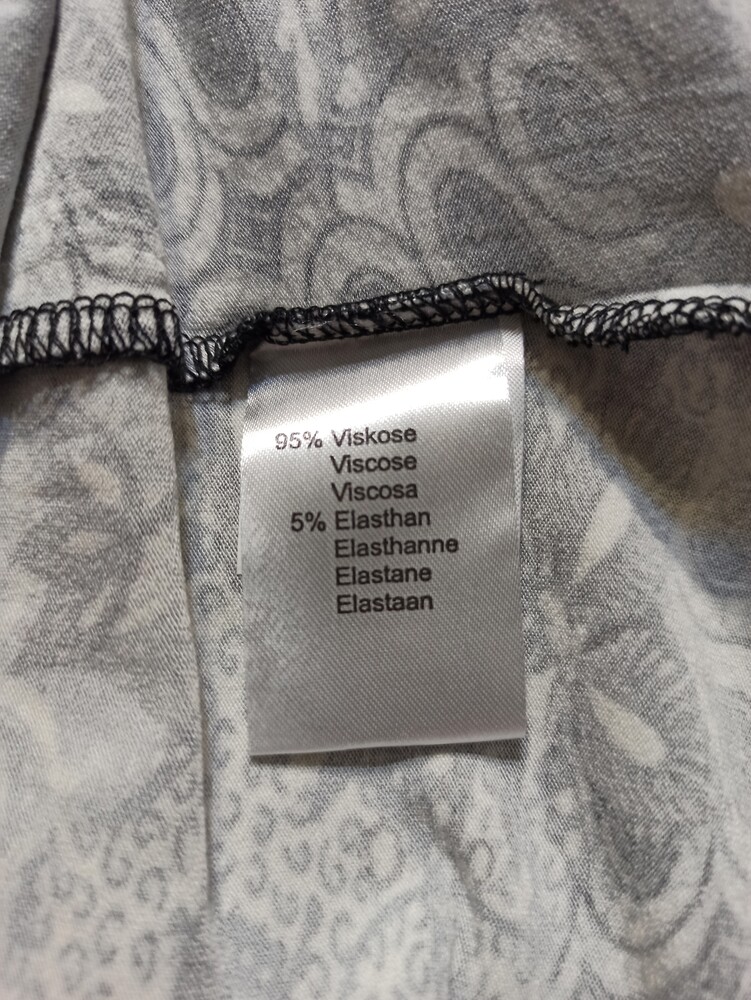 95% Viskose
Viscose
Viscosa
5% Elasthan
Elasthanne
Elastane
Elastaan